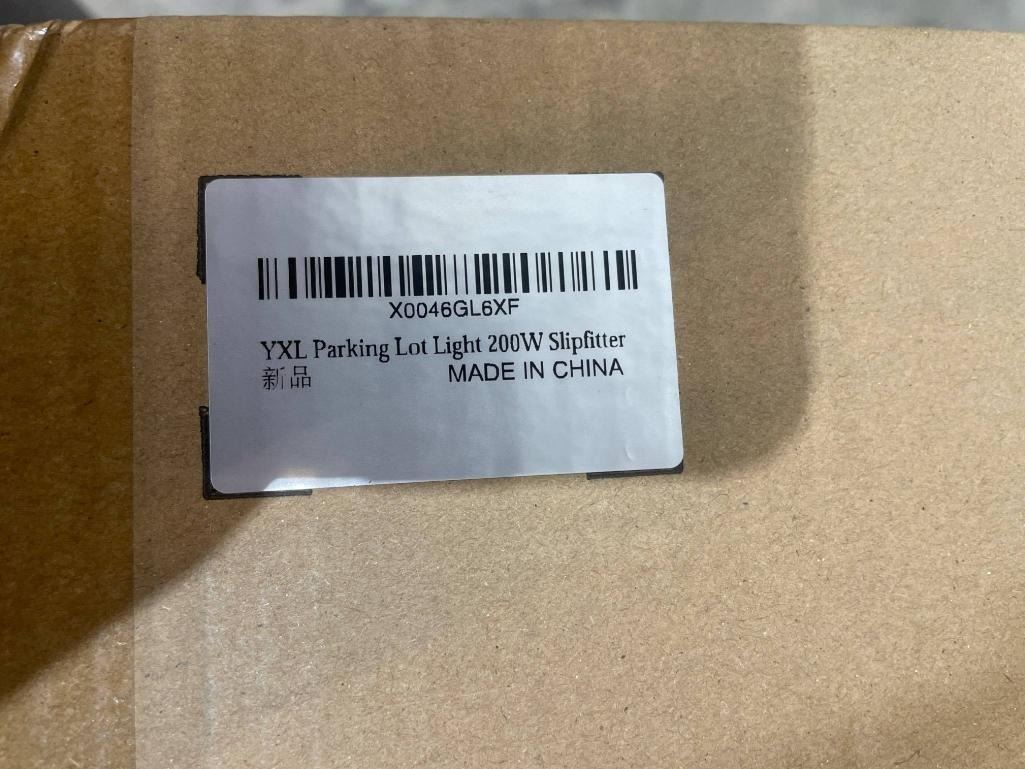 X0046GL6XF
YXL Parking Lot Light 200W Slipfitter
新品 MADE IN CHINA